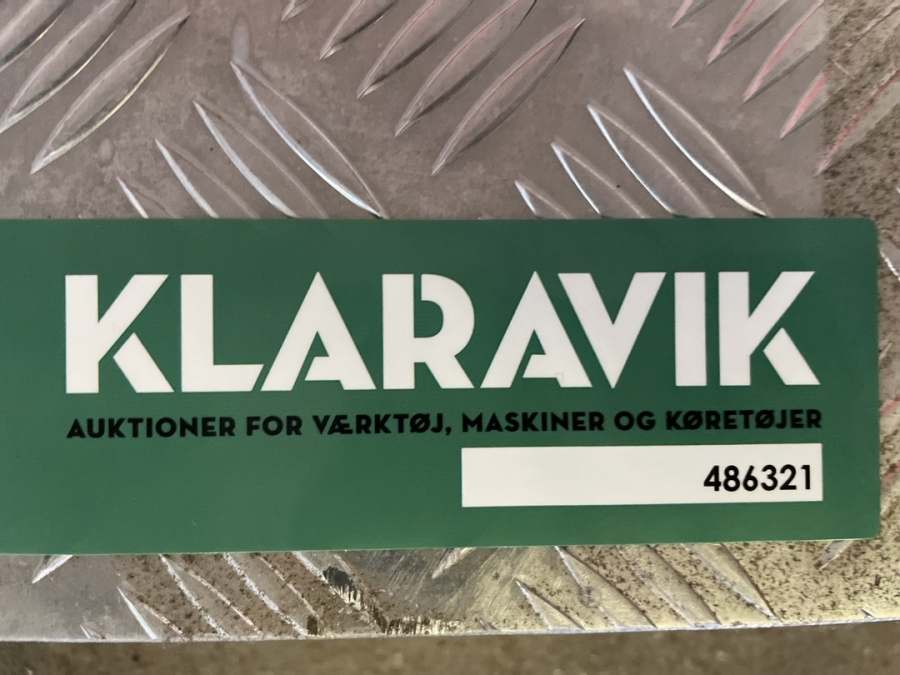 KLARAVIK
AUKTIONER FOR VÆRKTØJ, MASKINER OG KØRETØJER
486321